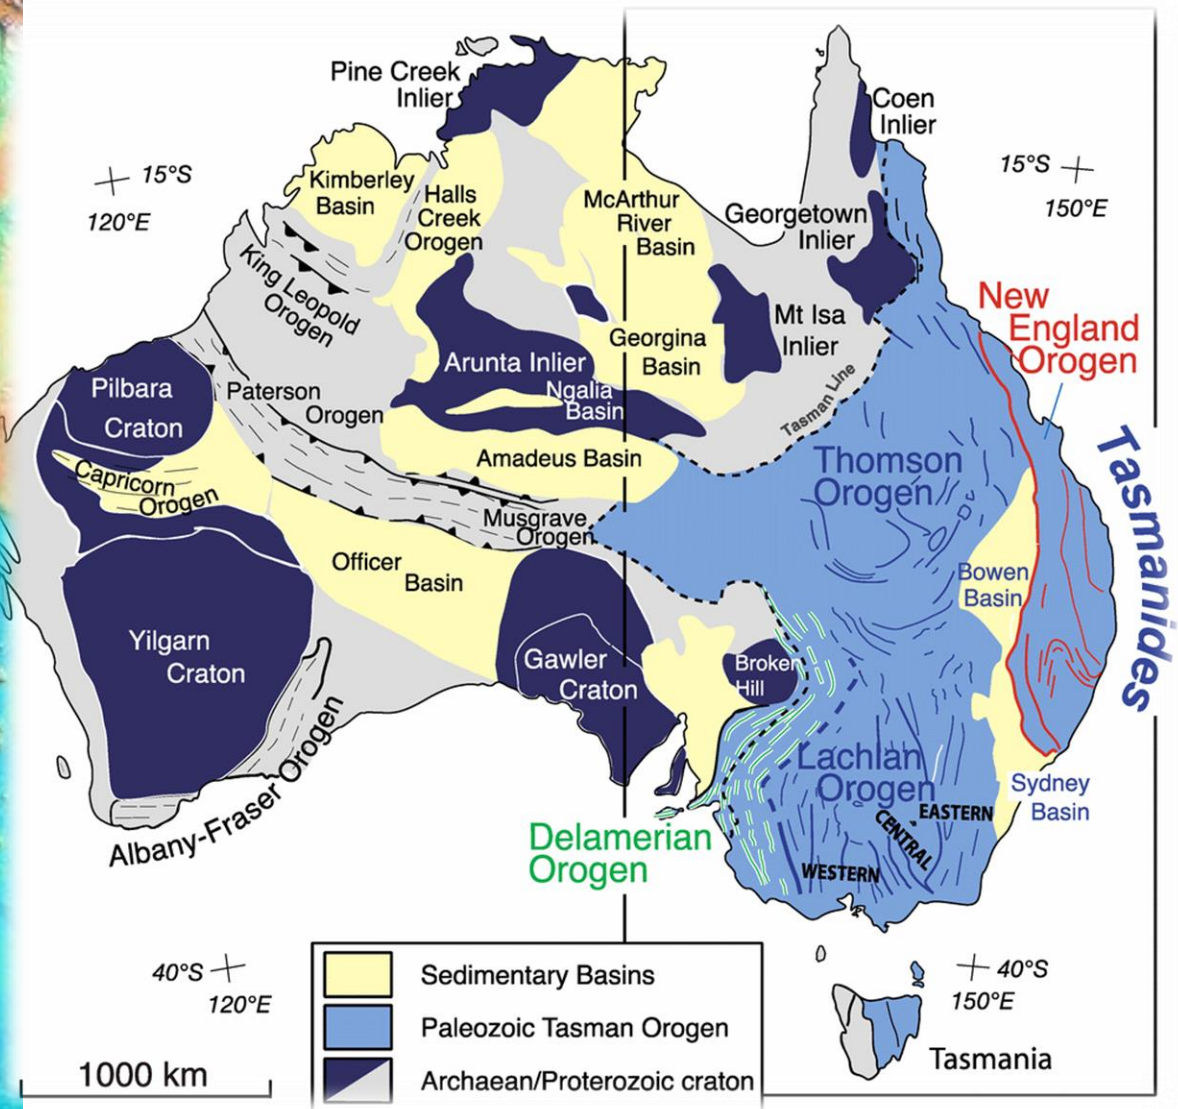 Pine Creek
Inlier
Coen
Inlier
15°S
120°E
15°S
150°E
Kimberley
Basin
Halls
Creek
Orogen
McArthur
River
Basin
Georgetown
Inlier
King Leopold
Orogen
New
England
Orogen
Mt Isa
Inlier
Georgina
Basin
Arunta Inlier
Ngalia
Basin
Tasman Line
Pilbara
Craton
Paterson
Orogen
Tasmanides
Amadeus Basin
Thomson
Orogen
Capricorn
Orogen
Musgrave
Orogen
Officer
Basin
Bowen
Basin
Yilgarn
Craton
Gawler
Craton
Broken
Hill
Albany-Fraser Orogen
Lachlan
Orogen
Sydney
Basin
EASTERN
CENTRAL
WESTERN
Delamerian
Orogen
40°S
120°E
40°S
150°E
Tasmania
Sedimentary Basins
Paleozoic Tasman Orogen
Archaean/Proterozoic craton
1000 km